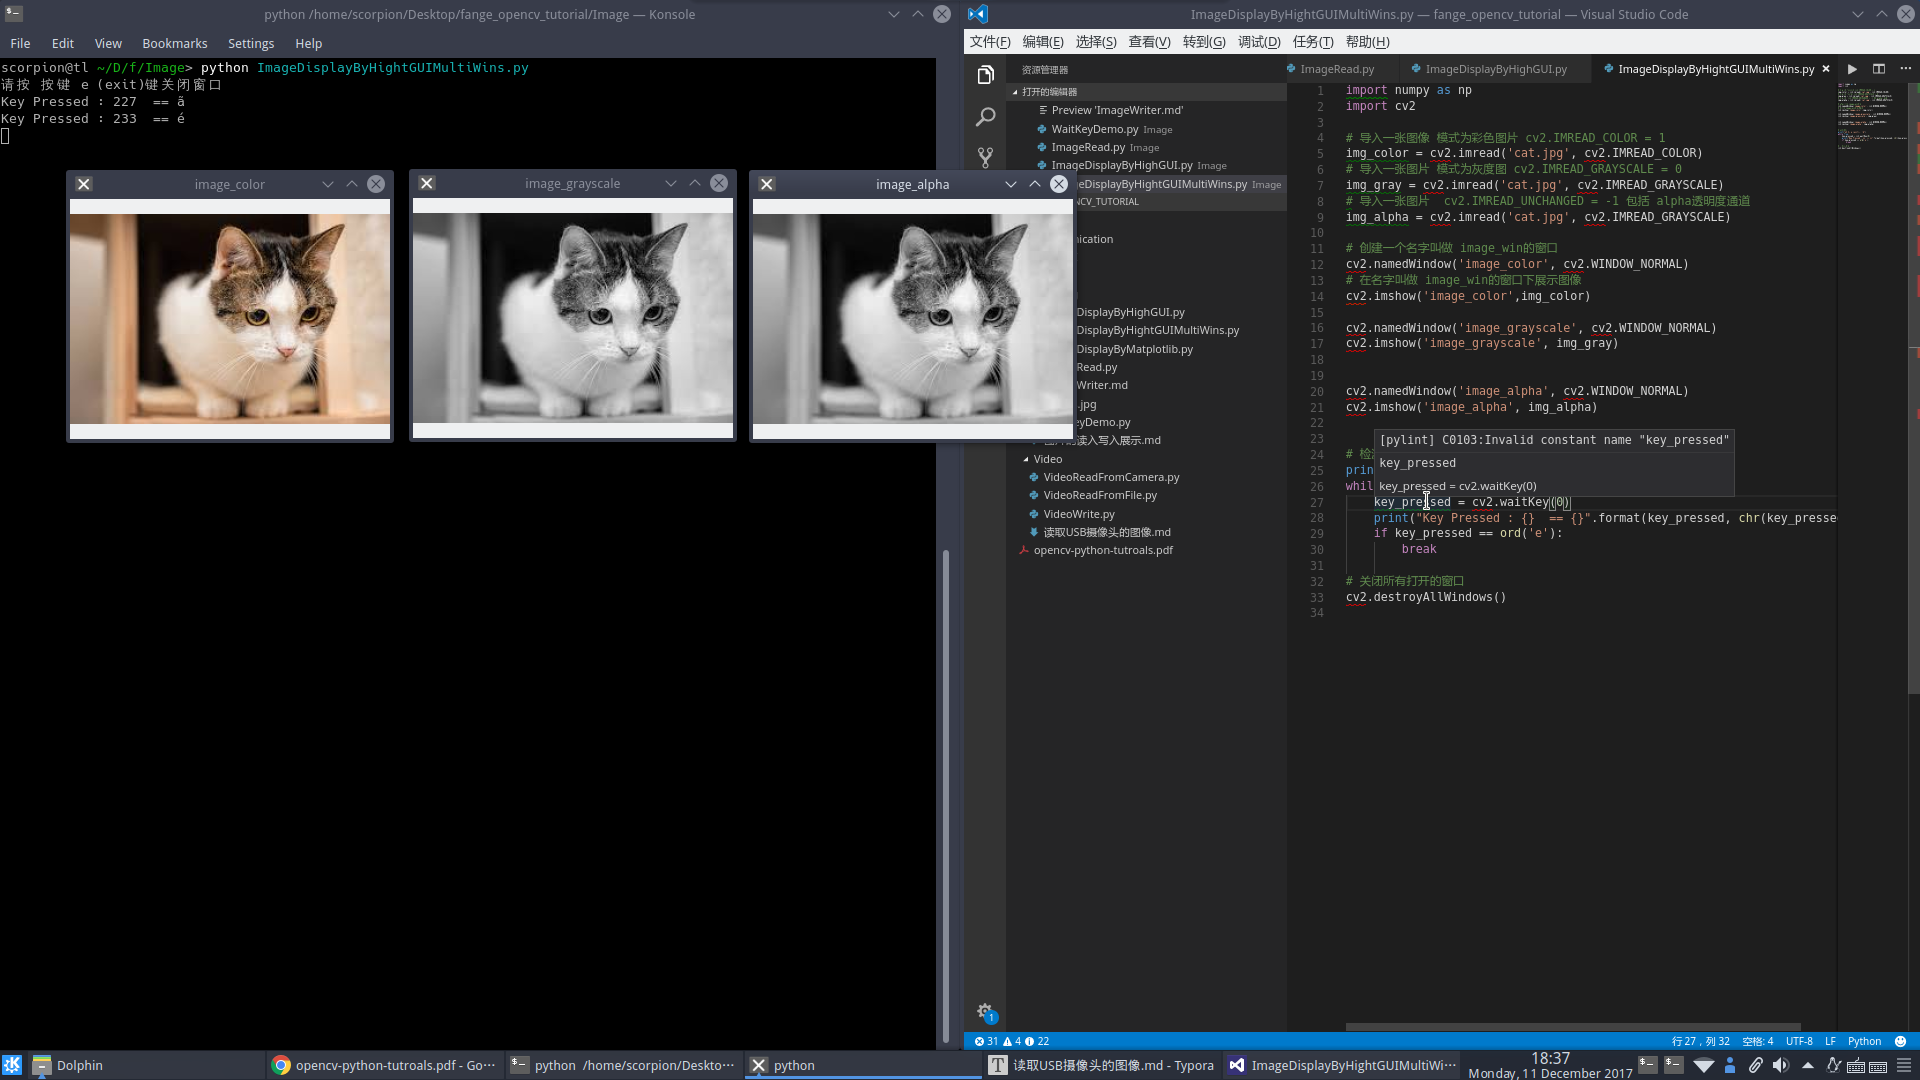 python /home/scorpion/Desktop/fange_opencv_tutorial/Image — Konsole
File Edit View Bookmarks Settings Help
scorpion@tl ~/D/f/Image> python ImageDisplayByHightGUIMultiWins.py
请按 按键 e (exit)键关闭窗口
Key Pressed : 227  == ã
Key Pressed : 233  == é
image_color
image_grayscale
image_alpha
ImageDisplayByHightGUIMultiWins.py — fange_opencv_tutorial — Visual Studio Code
文件(F) 编辑(E) 选择(S) 查看(V) 转到(G) 调试(D) 任务(T) 帮助(H)
资源管理器
打开的编辑器
Preview 'ImageWriter.md'
WaitKeyDemo.py Image
ImageRead.py Image
ImageDisplayByHighGUI.py Image
eDisplayByHightGUIMultiWins.py Image
NCV_TUTORIAL
nication
DisplayByHighGUI.py
DisplayByHightGUIMultiWins.py
DisplayByMatplotlib.py
Read.py
Writer.md
.jpg
eyDemo.py
的读入写入展示.md
Video
VideoReadFromCamera.py
VideoReadFromFile.py
VideoWrite.py
读取USB摄像头的图像.md
opencv-python-tutroals.pdf
ImageRead.py ImageDisplayByHighGUI.py ImageDisplayByHightGUIMultiWins.py
1 import numpy as np
2 import cv2
3
4 # 导入一张图像 模式为彩色图片 cv2.IMREAD_COLOR = 1
5 img_color = cv2.imread('cat.jpg', cv2.IMREAD_COLOR)
6 # 导入一张图片 模式为灰度图 cv2.IMREAD_GRAYSCALE = 0
7 img_gray = cv2.imread('cat.jpg', cv2.IMREAD_GRAYSCALE)
8 # 导入一张图片  cv2.IMREAD_UNCHANGED = -1 包括 alpha透明度通道
9 img_alpha = cv2.imread('cat.jpg', cv2.IMREAD_GRAYSCALE)
10
11 # 创建一个名字叫做 image_win的窗口
12 cv2.namedWindow('image_color', cv2.WINDOW_NORMAL)
13 # 在名字叫做 image_win的窗口下展示图像
14 cv2.imshow('image_color',img_color)
15
16 cv2.namedWindow('image_grayscale', cv2.WINDOW_NORMAL)
17 cv2.imshow('image_grayscale', img_gray)
18
19
20 cv2.namedWindow('image_alpha', cv2.WINDOW_NORMAL)
21 cv2.imshow('image_alpha', img_alpha)
22
23 [pylint] C0103:Invalid constant name "key_pressed"
24 # 检
key_pressed
25 prin
26 whil key_pressed = cv2.waitKey(0)
27 key_pressed = cv2.waitKey(0)
28 print("Key Pressed : {}  == {}".format(key_pressed, chr(key_presse
29 if key_pressed == ord('e'):
30 break
31
32 # 关闭所有打开的窗口
33 cv2.destroyAllWindows()
34
1
31 4 22 行 27，列 32 空格: 4 UTF-8 LF Python
Dolphin opencv-python-tutroals.pdf - Go··· python /home/scorpion/Deskto··· python 读取USB摄像头的图像.md - Typora ImageDisplayByHightGUIMultiWi··· 18:37
Monday, 11 December 2017